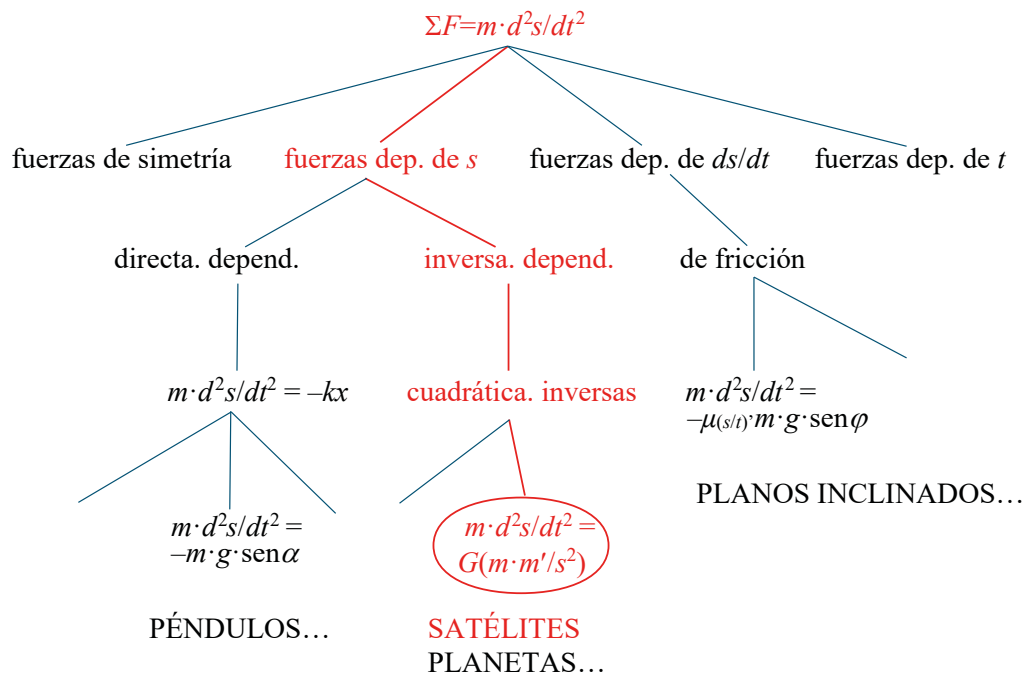 ΣF=m·d²s/dt²
fuerzas de simetría
fuerzas dep. de s
fuerzas dep. de ds/dt
fuerzas dep. de t
directa. depend.
inversa. depend.
de fricción
m·d²s/dt² = –kx
cuadrática. inversas
m·d²s/dt² =
–μ(s/t)·m·g·senφ
PLANOS INCLINADOS…
m·d²s/dt² =
–m·g·senα
m·d²s/dt² =
G(m·m′/s²)
PÉNDULOS…
SATÉLITES
PLANETAS…